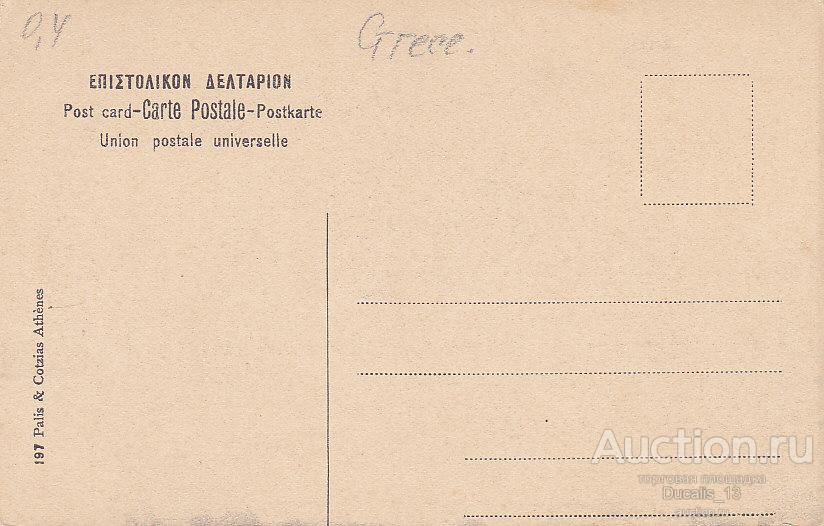 0,4
Grece.
ΕΠΙΣΤΟΛΙΚΟΝ ΔΕΛΤΑΡΙΟΝ
Post card-Carte Postale-Postkarte
Union postale universelle
197 Palis & Cotzias Athènes
Auction.ru
торговая площадка
Ducalis_13